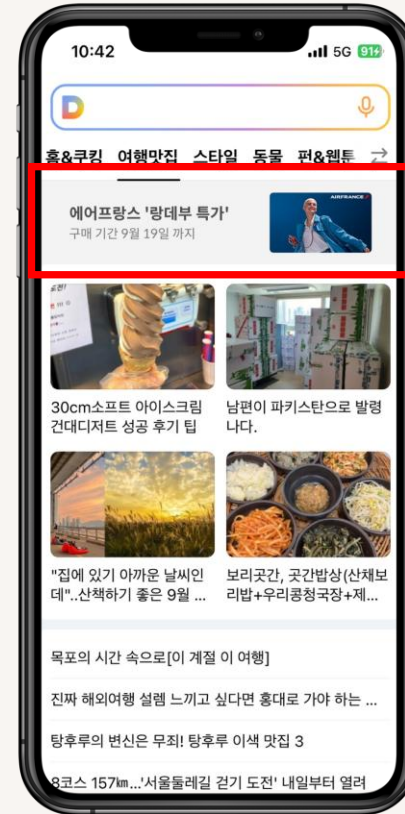 10:42
5G 91
D
홈&쿠킹 여행맛집 스타일 동물 펀&웹툰
에어프랑스 '랑데부 특가'
구매 기간 9월 19일 까지
AIRFRANCE
30cm소프트 아이스크림
건대디저트 성공 후기 팁
남편이 파키스탄으로 발령
나다.
"집에 있기 아까운 날씨인
데"..산책하기 좋은 9월 ...
보리곳간, 곳간밥상(산채보
리밥+우리콩청국장+제...
목포의 시간 속으로[이 계절 이 여행]
진짜 해외여행 설렘 느끼고 싶다면 홍대로 가야 하는 ...
탕후루의 변신은 무죄! 탕후루 이색 맛집 3
8코스 157㎞...'서울둘레길 걷기 도전' 내일부터 열려